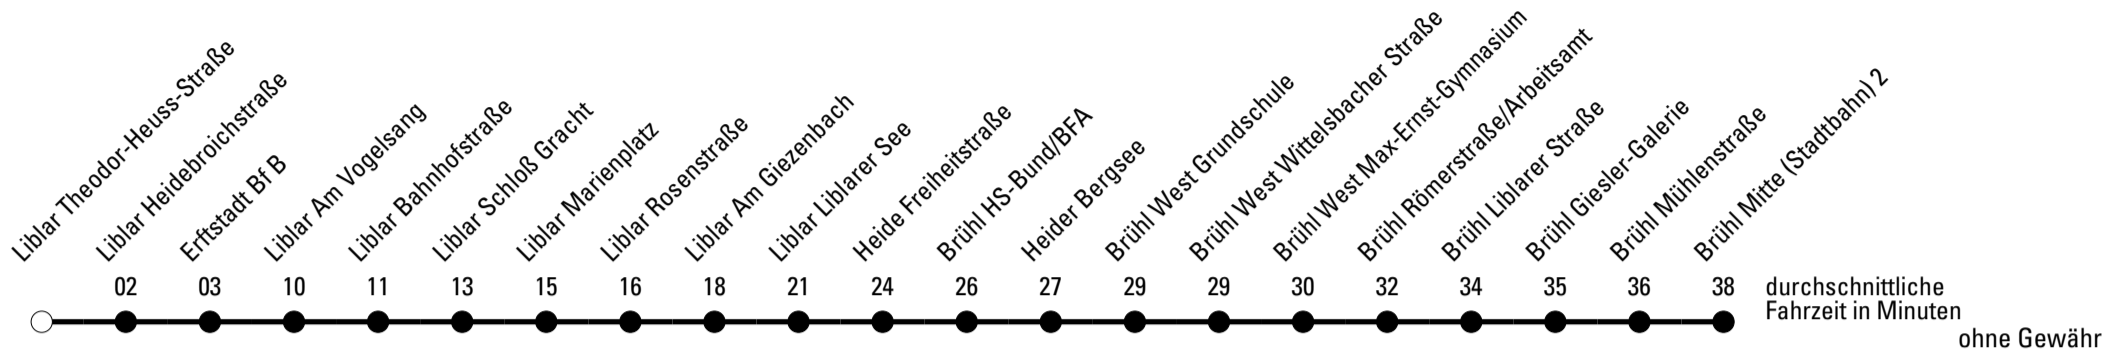 Liblar Theodor-Heuss-Straße
Liblar Heidebroichstraße
Erftstadt Bf B
Liblar Am Vogelsang
Liblar Bahnhofstraße
Liblar Schloß Gracht
Liblar Marienplatz
Liblar Rosenstraße
Liblar Am Giezenbach
Liblar Liblarer See
Heide Freiheitstraße
Brühl HS-Bund/BFA
Heider Bergsee
Brühl West Grundschule
Brühl West Wittelsbacher Straße
Brühl West Max-Ernst-Gymnasium
Brühl Römerstraße/Arbeitsamt
Brühl Liblarer Straße
Brühl Giesler-Galerie
Brühl Mühlenstraße
Brühl Mitte (Stadtbahn) 2
02 03 10 11 13 15 16 18 21 24 26 27 29 29 30 32 34 35 36 38
durchschnittliche
Fahrzeit in Minuten
ohne Gewähr